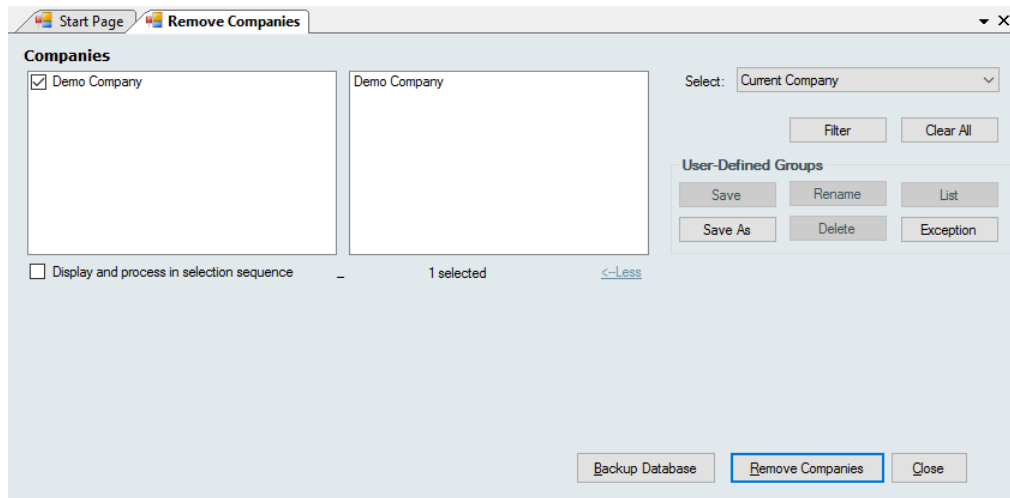 Start Page Remove Companies
Companies
Demo Company Demo Company Select: Current Company
Filter Clear All
User-Defined Groups
Save Rename List
Save As Delete Exception
Display and process in selection sequence _ 1 selected <--Less
Backup Database Remove Companies Close